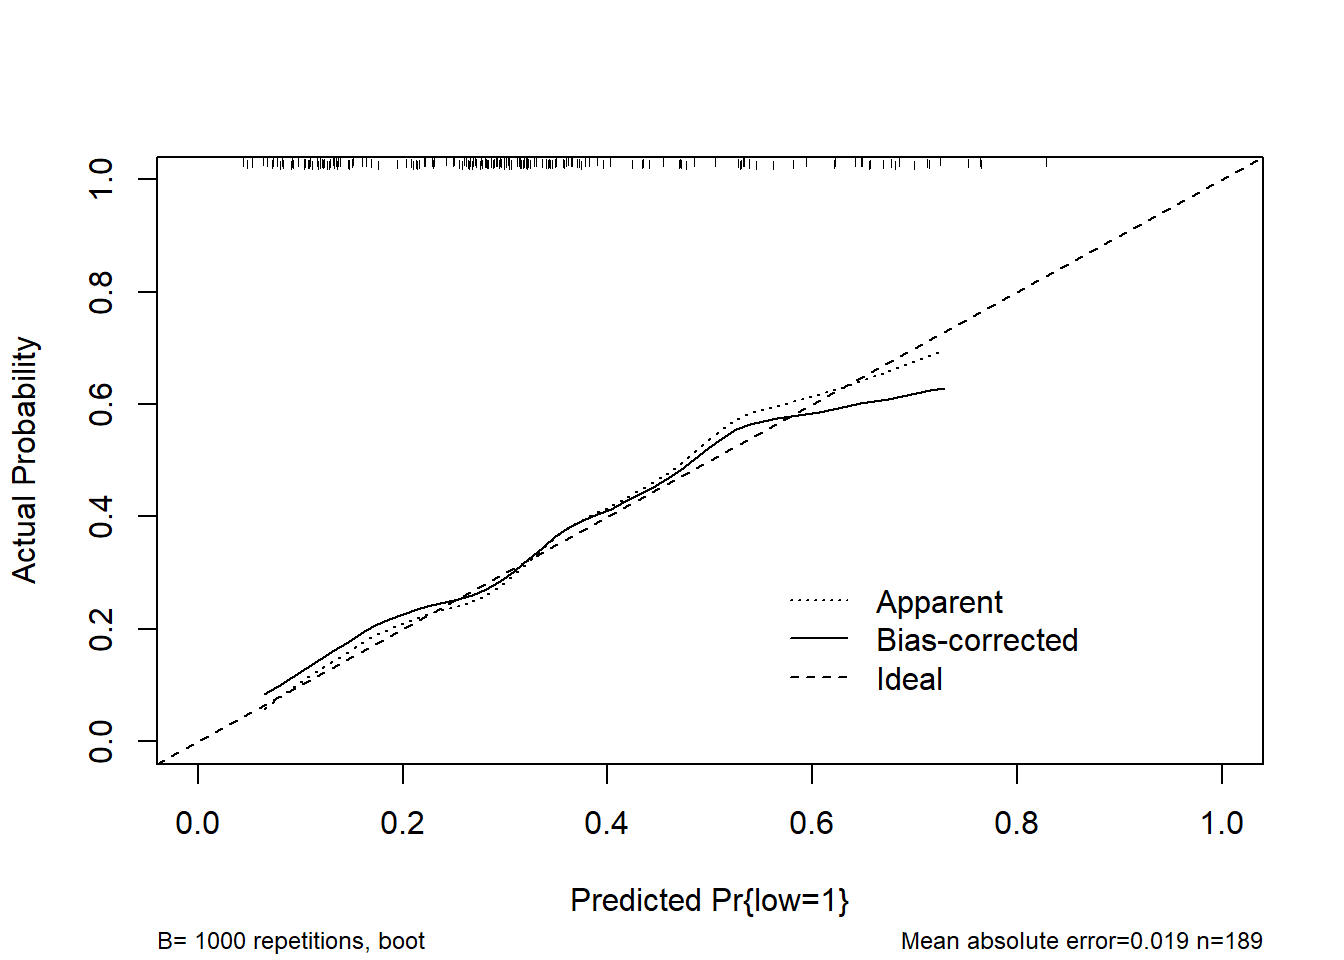 Actual Probability
1.0
0.8
0.6
0.4
0.2
0.0
Apparent
Bias-corrected
Ideal
0.0 0.2 0.4 0.6 0.8 1.0
Predicted Pr{low=1}
B= 1000 repetitions, boot
Mean absolute error=0.019 n=189